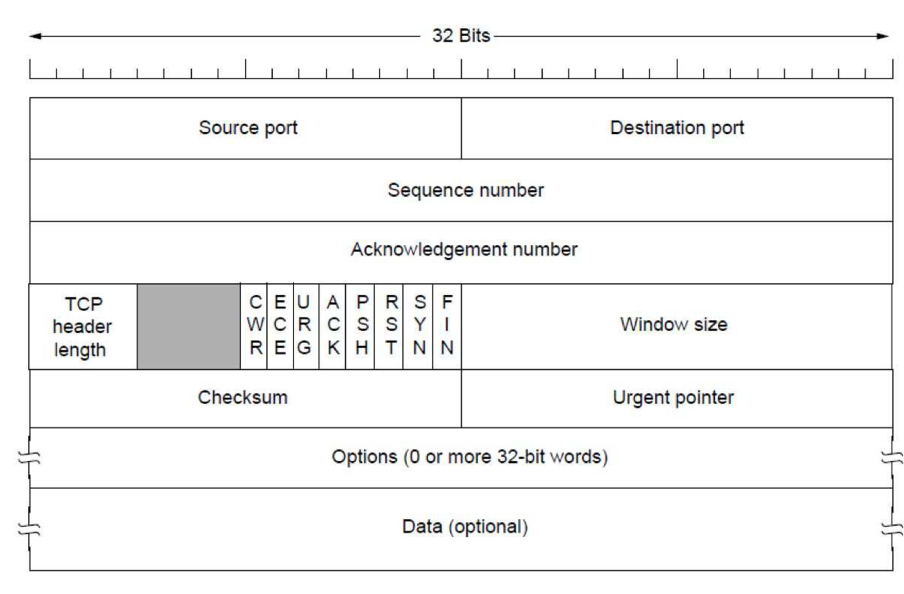 32 Bits
Source port
Destination port
Sequence number
Acknowledgement number
TCP
header
length
CWR
ECE
URG
ACK
PSH
RST
SYN
FIN
Window size
Checksum
Urgent pointer
Options (0 or more 32-bit words)
Data (optional)